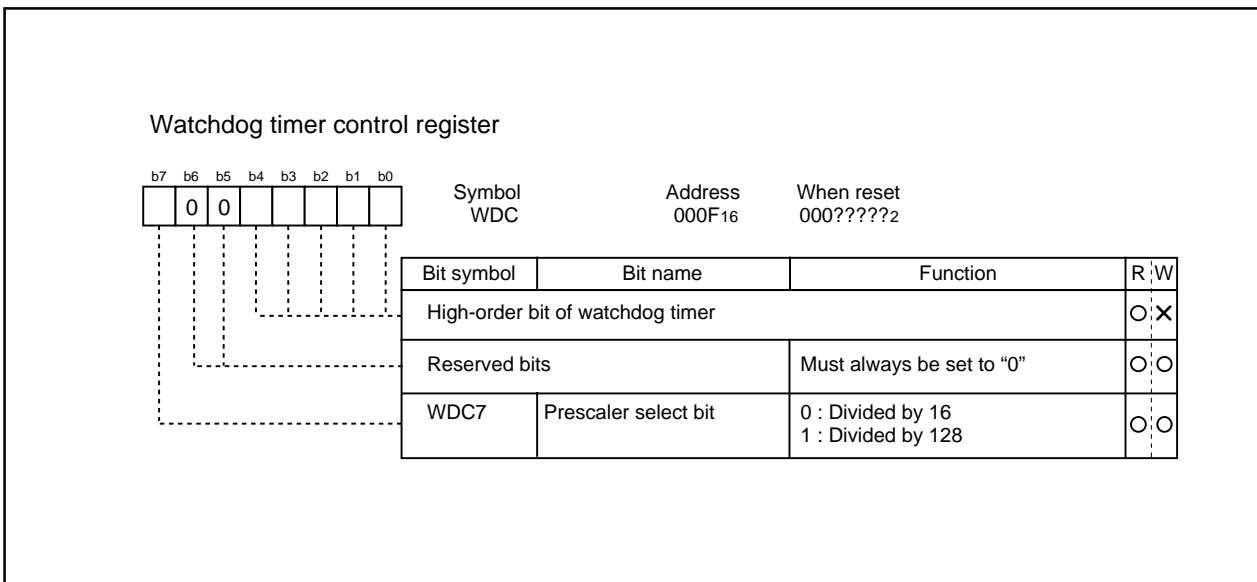 Watchdog timer control register
b7 b6 b5 b4 b3 b2 b1 b0
0 0
Symbol Address When reset
WDC 000F16 000?????2
Bit symbol Bit name Function R W
High-order bit of watchdog timer
Reserved bits Must always be set to “0”
WDC7 Prescaler select bit 0 : Divided by 16
1 : Divided by 128